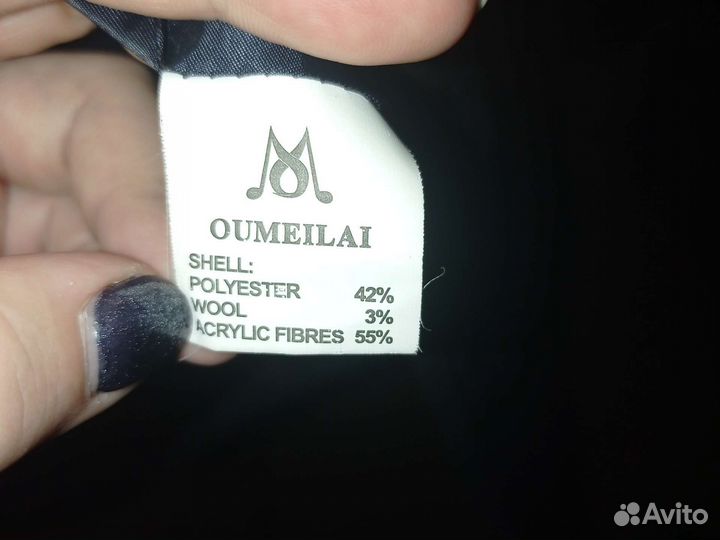 OUMEILAI
SHELL:
POLYESTER 42%
WOOL 3%
ACRYLIC FIBRES 55%
Avito